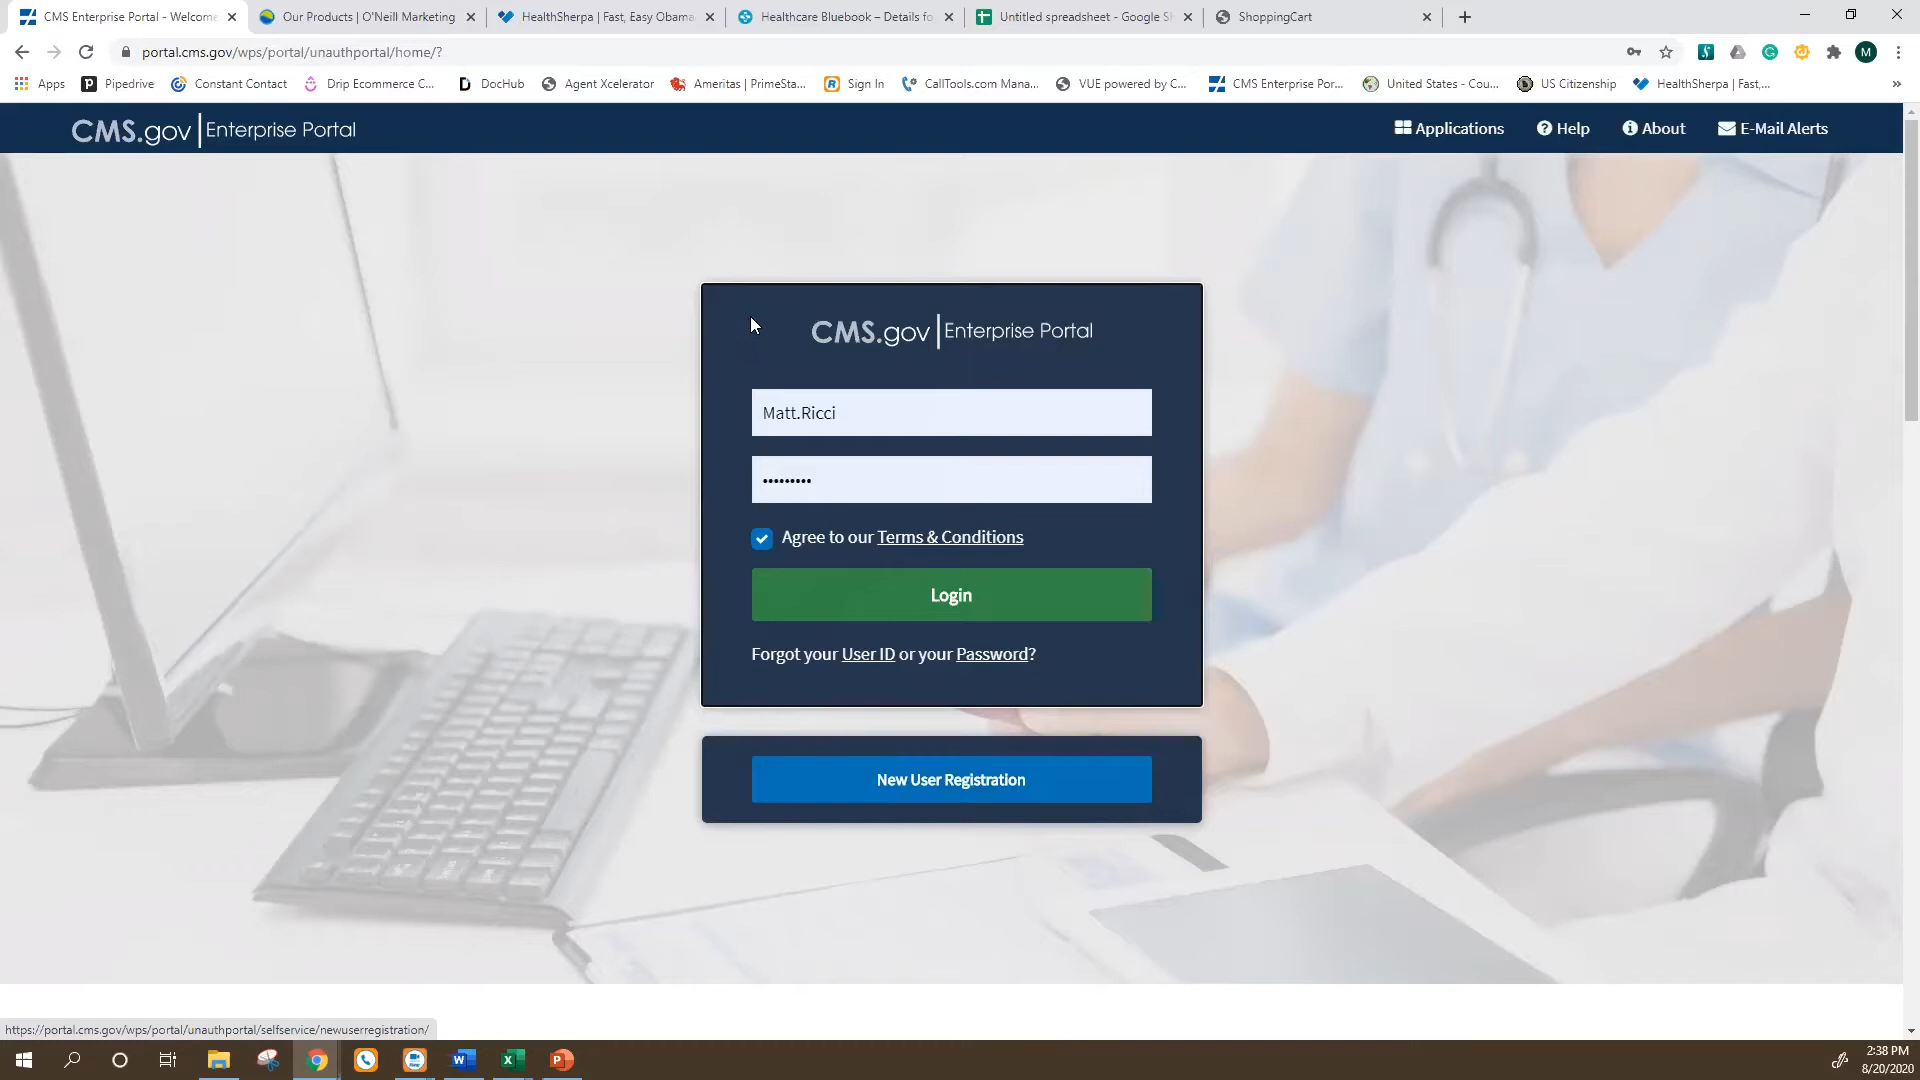 CMS Enterprise Portal - Welcome
Our Products | O'Neill Marketing
HealthSherpa | Fast, Easy Obama
Healthcare Bluebook – Details fo
Untitled spreadsheet - Google S
ShoppingCart
portal.cms.gov/wps/portal/unauthportal/home/?
M
Apps
Pipedrive
Constant Contact
Drip Ecommerce C...
DocHub
Agent Xcelerator
Ameritas | PrimeSta...
Sign In
CallTools.com Mana...
VUE powered by C...
CMS Enterprise Por...
United States - Cou...
US Citizenship
HealthSherpa | Fast,...
CMS.gov | Enterprise Portal
Applications
Help
About
E-Mail Alerts
CMS.gov | Enterprise Portal
Matt.Ricci
•••••••••
Agree to our Terms & Conditions
Login
Forgot your User ID or your Password?
New User Registration
https://portal.cms.gov/wps/portal/unauthportal/selfservice/newuserregistration/
2:38 PM
8/20/2020